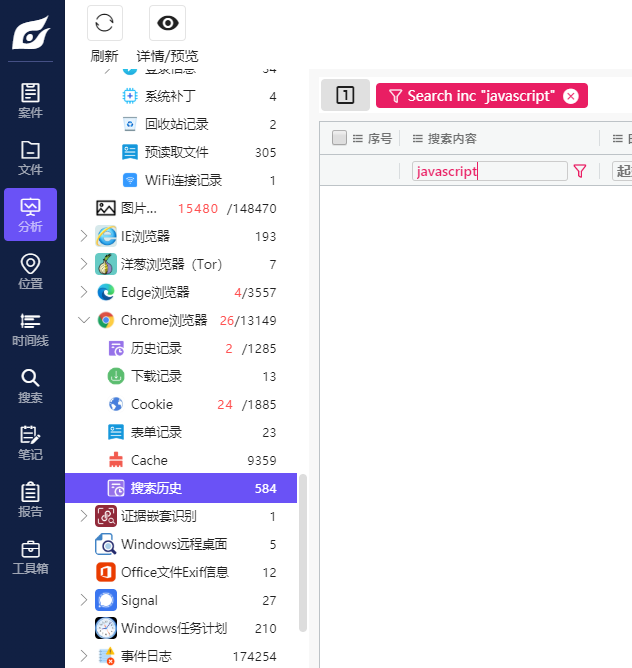 刷新 详情/预览
案件
文件
分析
位置
时间线
搜索
笔记
报告
工具箱
登录信息 34
系统补丁 4
回收站记录 2
预读取文件 305
WiFi连接记录 1
图片... 15480 /148470
IE浏览器 193
洋葱浏览器（Tor） 7
Edge浏览器 4/3557
Chrome浏览器 26/13149
历史记录 2 /1285
下载记录 13
Cookie 24 /1885
表单记录 23
Cache 9359
搜索历史 584
证据嵌套识别 1
Windows远程桌面 5
Office文件Exif信息 12
Signal 27
Windows任务计划 210
事件日志 174254
1 Search inc "javascript"
序号 搜索内容
javascript 起